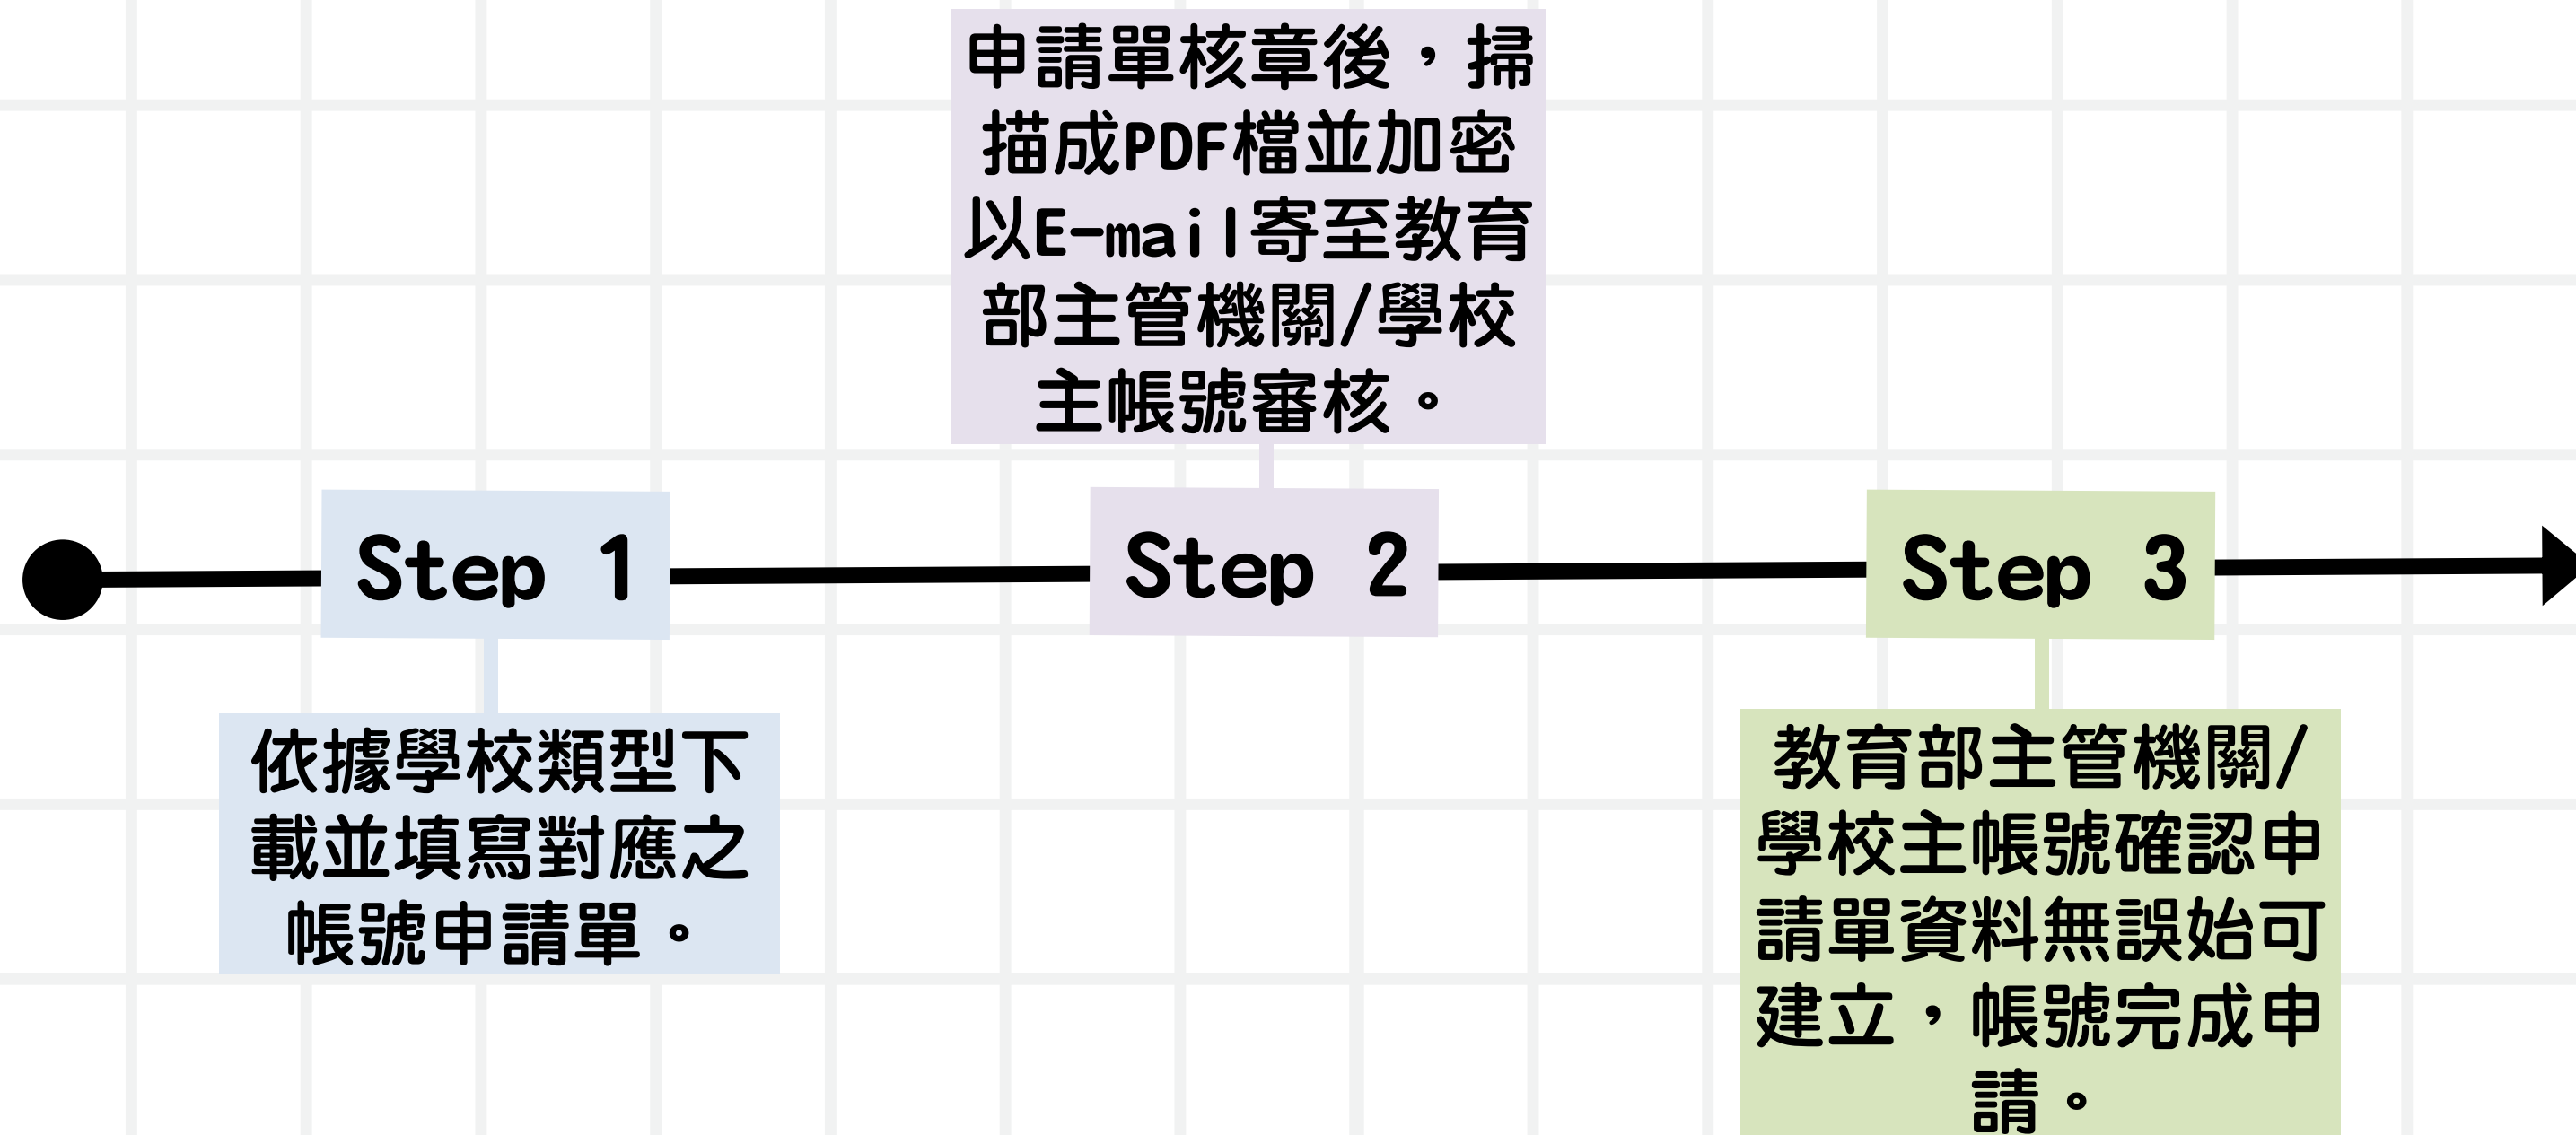 申請單核章後，掃
描成PDF檔並加密
以E-mail寄至教育
部主管機關/學校
主帳號審核。
Step 1
Step 2
Step 3
依據學校類型下
載並填寫對應之
帳號申請單。
教育部主管機關/
學校主帳號確認申
請單資料無誤始可
建立，帳號完成申
請。